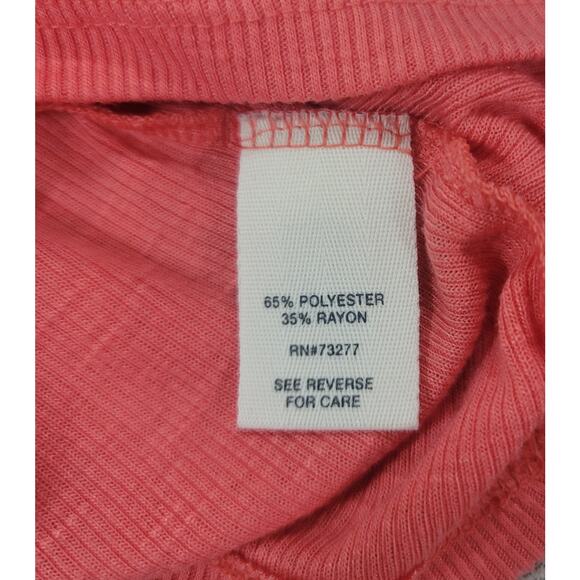 65% POLYESTER
35% RAYON
RN#73277
SEE REVERSE
FOR CARE